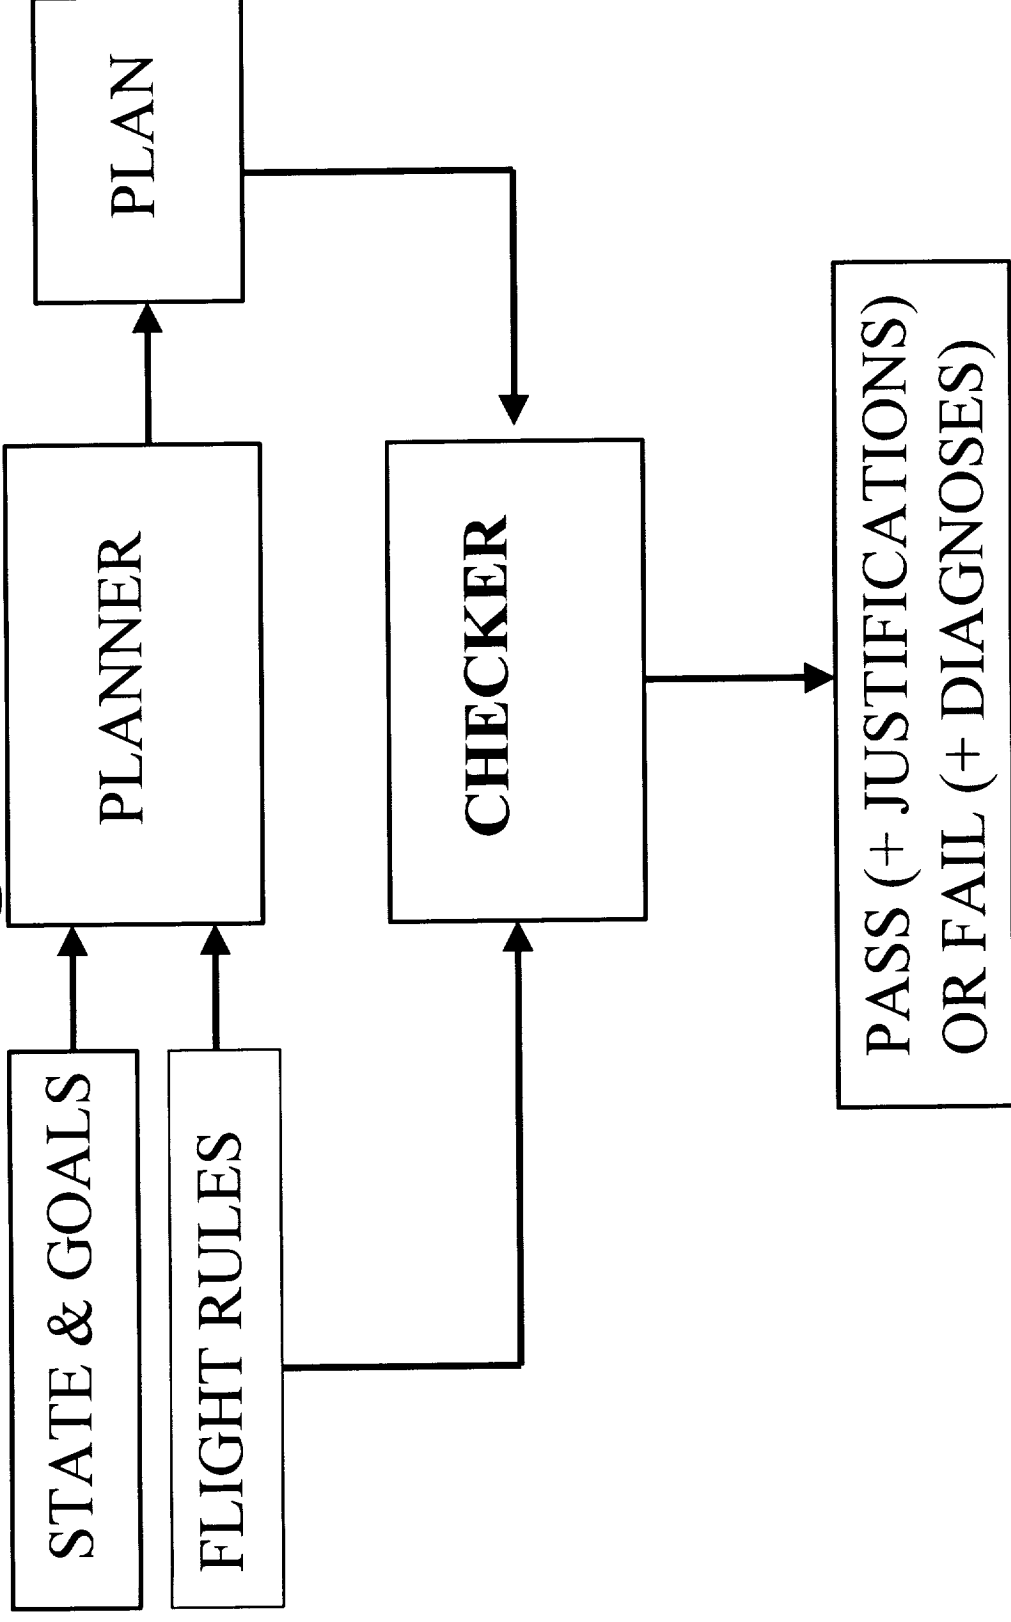 STATE & GOALS
FLIGHT RULES
PLANNER
PLAN
CHECKER
PASS (+ JUSTIFICATIONS)
OR FAIL (+ DIAGNOSES)